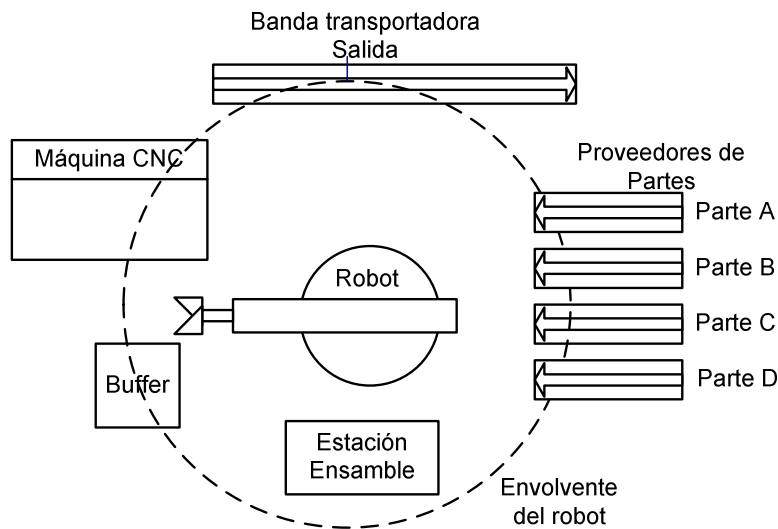 Banda transportadora
Salida
Máquina CNC
Proveedores de
Partes
Parte A
Parte B
Robot
Parte C
Buffer
Parte D
Estación
Ensamble
Envolvente
del robot